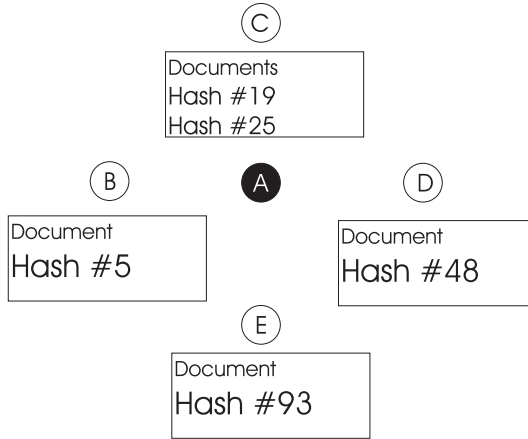 C
Documents
Hash #19
Hash #25
B
A
D
Document
Hash #5
Document
Hash #48
E
Document
Hash #93